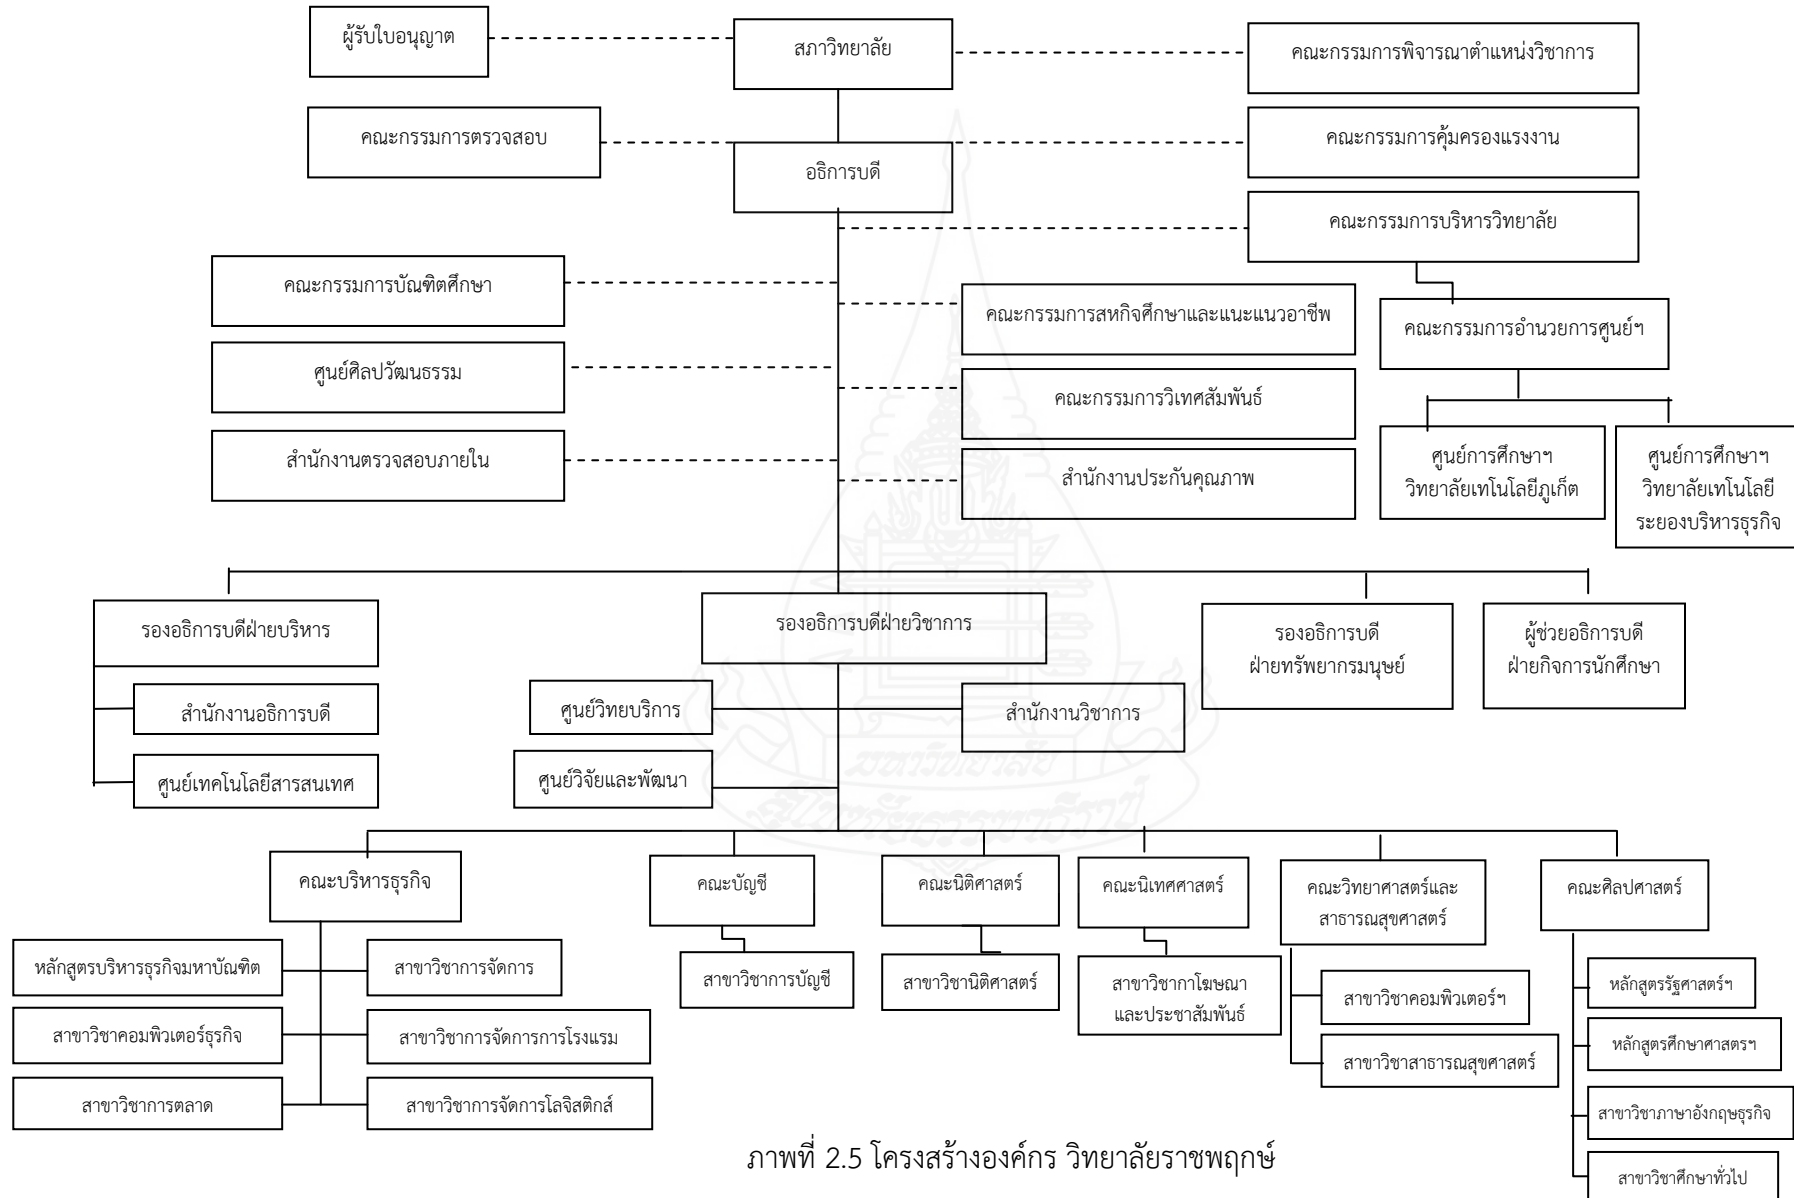 ผู้รับใบอนุญาต
สภาวิทยาลัย
คณะกรรมการพิจารณาตำแหน่งวิชาการ
คณะกรรมการตรวจสอบ
คณะกรรมการคุ้มครองแรงงาน
อธิการบดี
คณะกรรมการบริหารวิทยาลัย
คณะกรรมการบัณฑิตศึกษา
คณะกรรมการสหกิจศึกษาและแนะแนวอาชีพ
คณะกรรมการอำนวยการศูนย์ฯ
ศูนย์ศิลปวัฒนธรรม
คณะกรรมการวิเทศสัมพันธ์
สำนักงานตรวจสอบภายใน
สำนักงานประกันคุณภาพ
ศูนย์การศึกษาฯ
วิทยาลัยเทโนโลยีภูเก็ต
ศูนย์การศึกษาฯ
วิทยาลัยเทโนโลยี
ระยองบริหารธุรกิจ
รองอธิการบดีฝ่ายบริหาร
รองอธิการบดีฝ่ายวิชาการ
รองอธิการบดี
ฝ่ายทรัพยากรมนุษย์
ผู้ช่วยอธิการบดี
ฝ่ายกิจการนักศึกษา
สำนักงานอธิการบดี
ศูนย์วิทยบริการ
สำนักงานวิชาการ
ศูนย์เทคโนโลยีสารสนเทศ
ศูนย์วิจัยและพัฒนา
มหาวิทยาลัย
สุโขทัยธรรมาธิราช
คณะบริหารธุรกิจ
คณะบัญชี
คณะนิติศาสตร์
คณะนิเทศศาสตร์
คณะวิทยาศาสตร์และ
สาธารณสุขศาสตร์
คณะศิลปศาสตร์
หลักสูตรบริหารธุรกิจมหาบัณฑิต
สาขาวิชาการจัดการ
สาขาวิชาการบัญชี
สาขาวิชานิติศาสตร์
สาขาวิชากาโฆษณา
และประชาสัมพันธ์
สาขาวิชาคอมพิวเตอร์ฯ
หลักสูตรรัฐศาสตร์ฯ
สาขาวิชาคอมพิวเตอร์ธุรกิจ
สาขาวิชาการจัดการการโรงแรม
สาขาวิชาสาธารณสุขศาสตร์
หลักสูตรศึกษาศาสตรฯ
สาขาวิชาการตลาด
สาขาวิชาการจัดการโลจิสติกส์
สาขาวิชาภาษาอังกฤษธุรกิจ
สาขาวิชาศึกษาทั่วไป
ภาพที่ 2.5 โครงสร้างองค์กร วิทยาลัยราชพฤกษ์